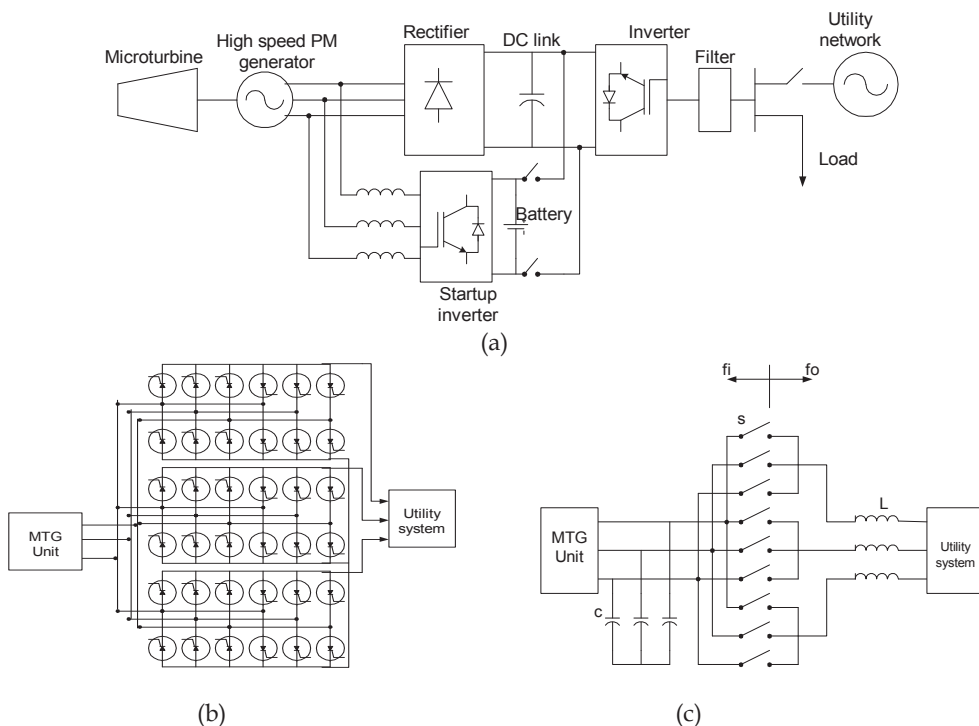 Microturbine
High speed PM
generator
Rectifier
DC link
Inverter
Filter
Utility
network
Load
Battery
Startup
inverter
(a)
MTG
Unit
Utility
system
(b)
fi
fo
s
L
MTG
Unit
c
Utility
system
(c)